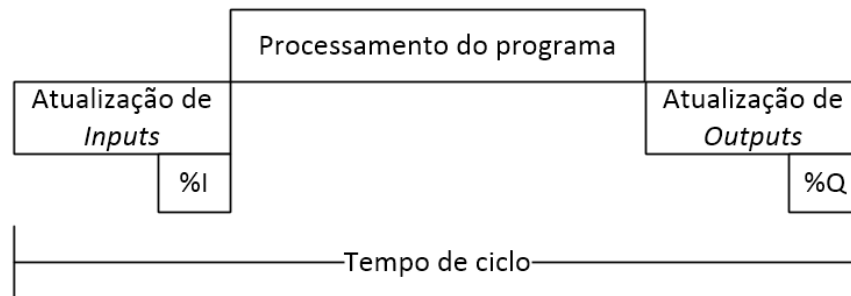 Processamento do programa
Atualização de
Inputs
%I
Atualização de
Outputs
%Q
Tempo de ciclo